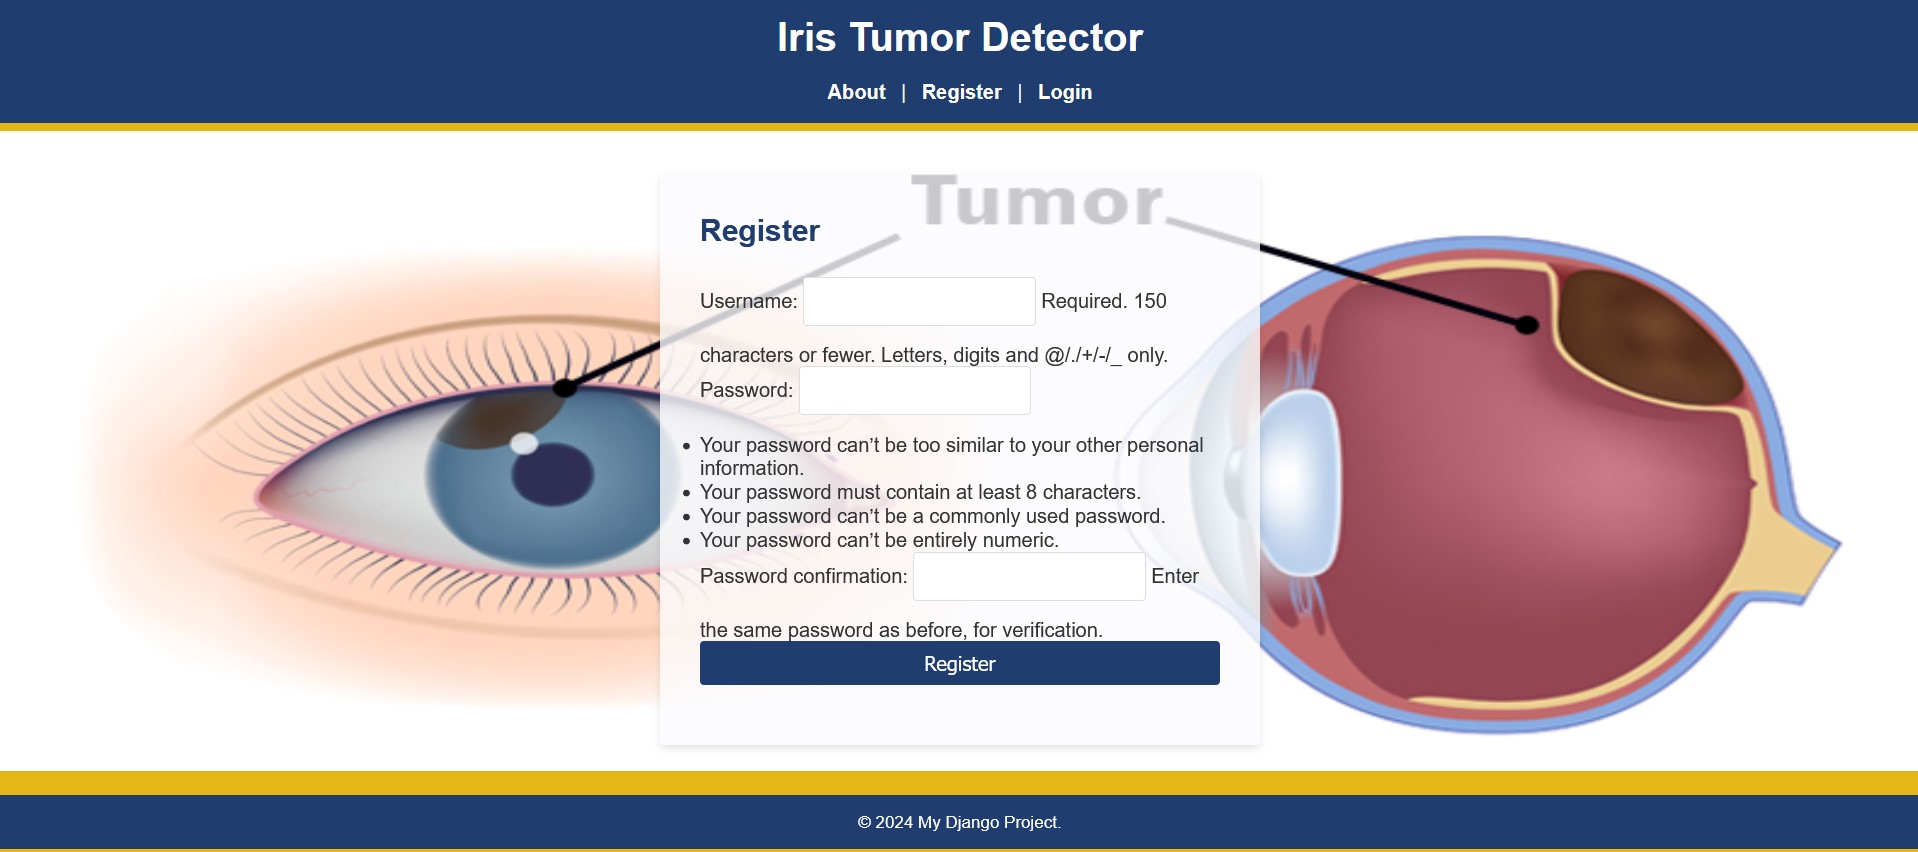 Iris Tumor Detector
About | Register | Login
Tumor
Register
Username: Required. 150
characters or fewer. Letters, digits and @/./+/-/_ only.
Password:
• Your password can’t be too similar to your other personal
information.
• Your password must contain at least 8 characters.
• Your password can’t be a commonly used password.
• Your password can’t be entirely numeric.
Password confirmation: Enter
the same password as before, for verification.
Register
© 2024 My Django Project.